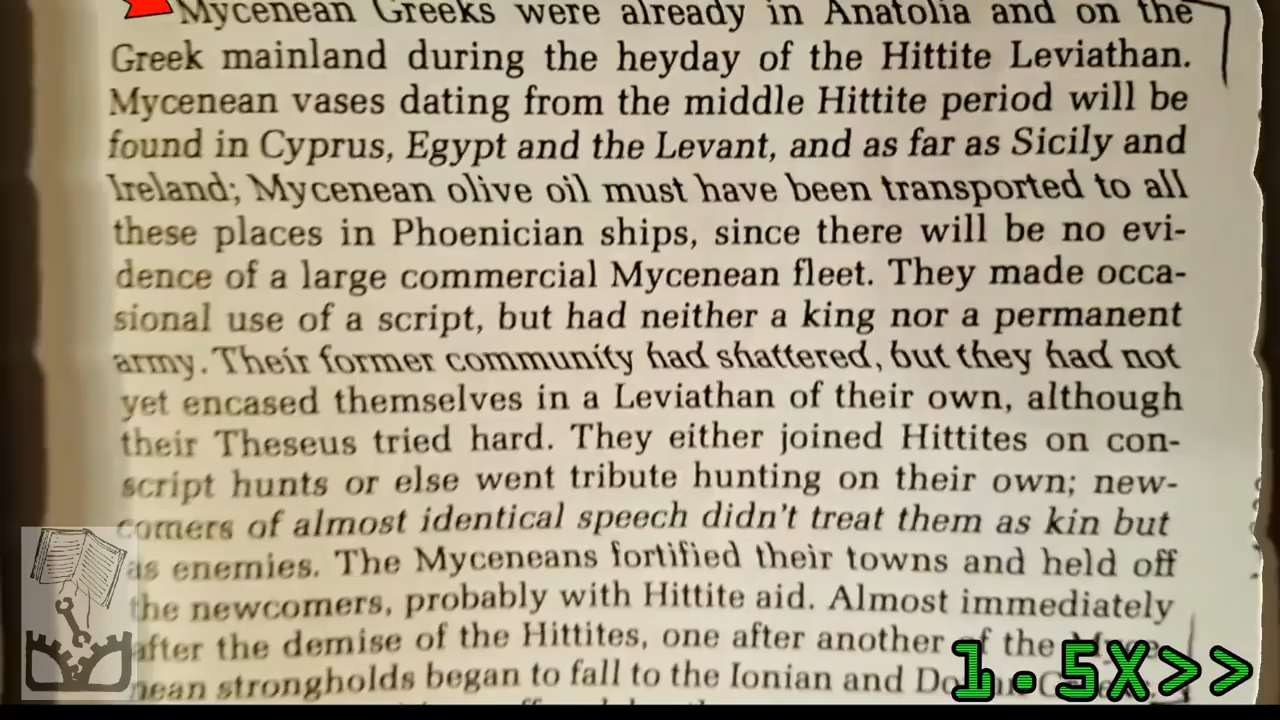 Mycenean Greeks were already in Anatolia and on the
Greek mainland during the heyday of the Hittite Leviathan.
Mycenean vases dating from the middle Hittite period will be
found in Cyprus, Egypt and the Levant, and as far as Sicily and
Ireland; Mycenean olive oil must have been transported to all
these places in Phoenician ships, since there will be no evi-
dence of a large commercial Mycenean fleet. They made occa-
sional use of a script, but had neither a king nor a permanent
army. Their former community had shattered, but they had not
yet encased themselves in a Leviathan of their own, although
their Theseus tried hard. They either joined Hittites on con-
script hunts or else went tribute hunting on their own; new-
comers of almost identical speech didn't treat them as kin but
as enemies. The Myceneans fortified their towns and held off
the newcomers, probably with Hittite aid. Almost immediately
after the demise of the Hittites, one after another of the Myce-
nean strongholds began to fall to the Ionian and
1.5X>>